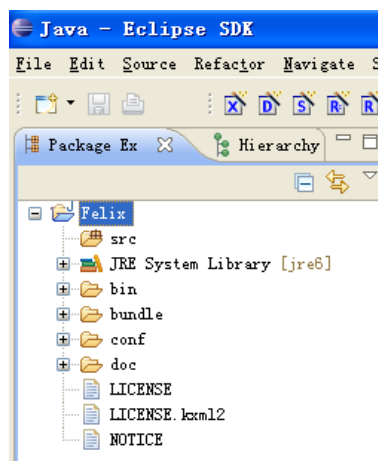 Java - Eclipse SDK
File Edit Source Refactor Navigate S
X D S R R
Package Ex Hierarchy
Felix
src
JRE System Library [jre6]
bin
bundle
conf
doc
LICENSE
LICENSE.kxml2
NOTICE